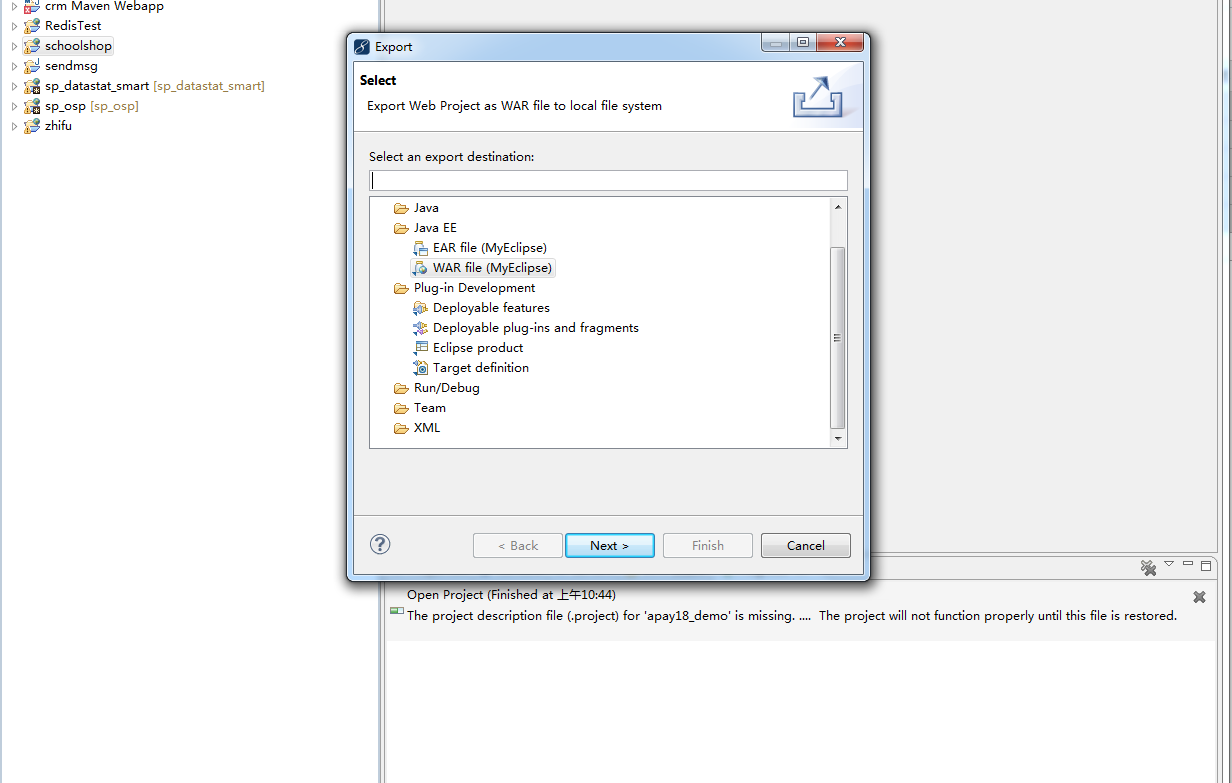 crm Maven Webapp
RedisTest
schoolshop
sendmsg
sp_datastat_smart [sp_datastat_smart]
sp_osp [sp_osp]
zhifu
Export
Select
Export Web Project as WAR file to local file system
Select an export destination:
Java
Java EE
EAR file (MyEclipse)
WAR file (MyEclipse)
Plug-in Development
Deployable features
Deployable plug-ins and fragments
Eclipse product
Target definition
Run/Debug
Team
XML
?
< Back
Next >
Finish
Cancel
Open Project (Finished at 上午10:44)
The project description file (.project) for 'apay18_demo' is missing. .... The project will not function properly until this file is restored.